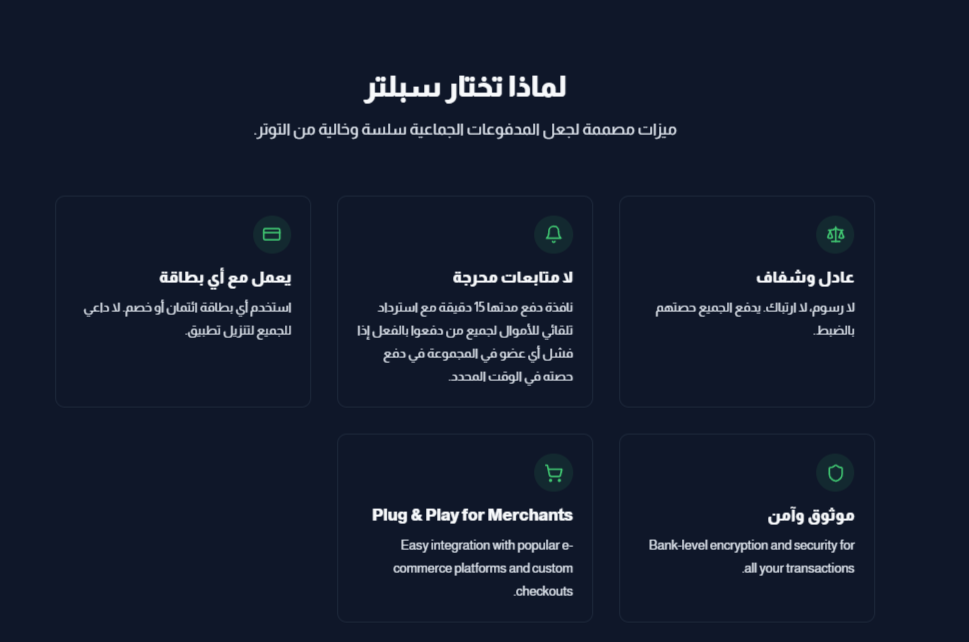 لماذا تختار سبلتر
ميزات مصممة لجعل المدفوعات الجماعية سلسة وخالية من التوتر.
عادل وشفاف
لا رسوم، لا ارتباك. يدفع الجميع حصتهم
بالضبط.
لا متابعات محرجة
نافذة دفع مدتها 15 دقيقة مع استرداد
تلقائي للأموال لجميع من دفعوا بالفعل إذا
فشل أي عضو في المجموعة في دفع
حصته في الوقت المحدد.
يعمل مع أي بطاقة
استخدم أي بطاقة ائتمان أو خصم. لا داعي
للجميع لتنزيل تطبيق.
موثوق وآمن
Bank-level encryption and security for
all your transactions.
Plug & Play for Merchants
Easy integration with popular e-
commerce platforms and custom
checkouts.